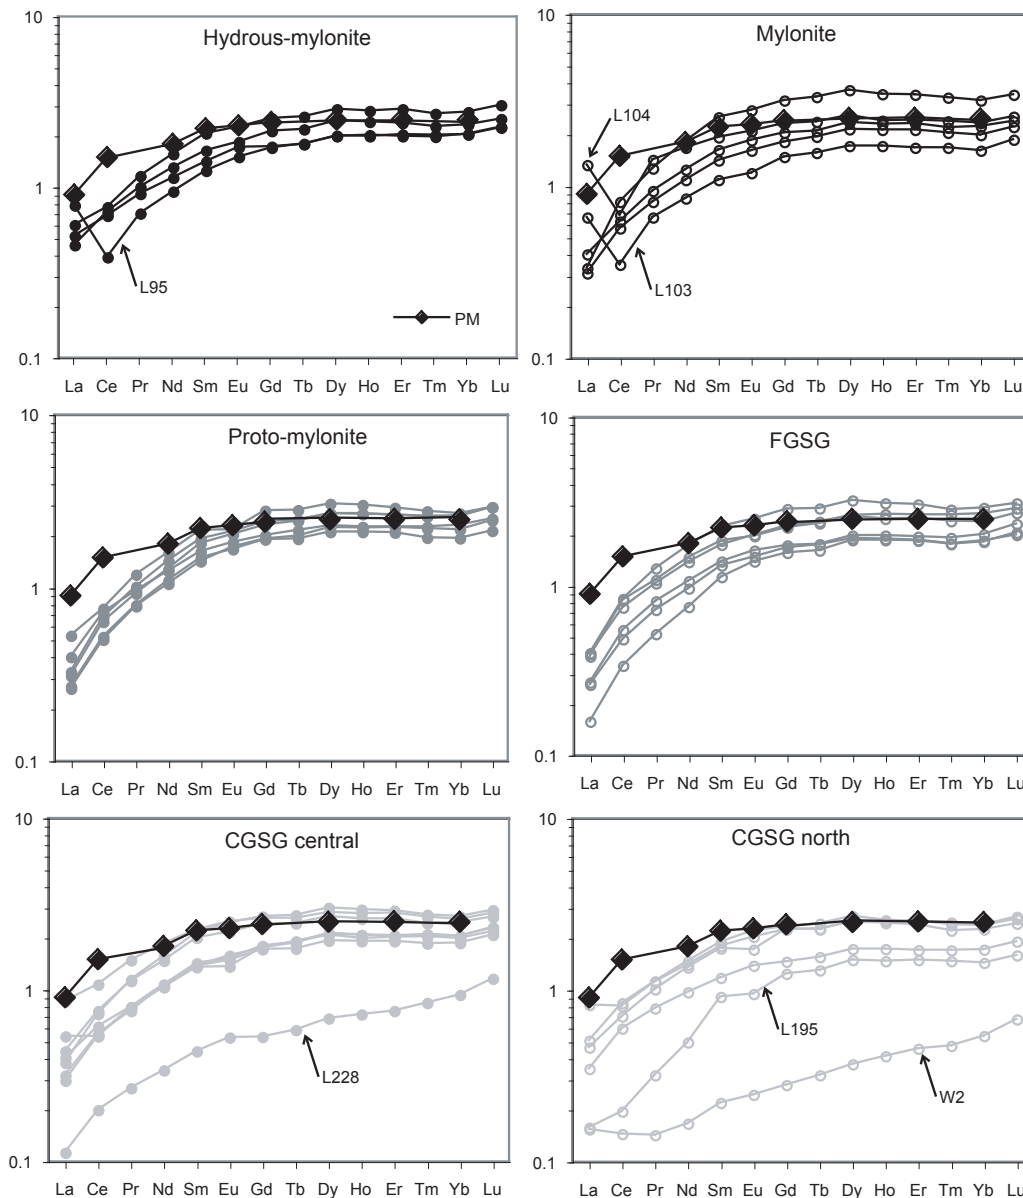 10
Hydrous-mylonite
1
L95
PM
0.1
La Ce Pr Nd Sm Eu Gd Tb Dy Ho Er Tm Yb Lu
10
Mylonite
L104
1
L103
0.1
La Ce Pr Nd Sm Eu Gd Tb Dy Ho Er Tm Yb Lu
10
Proto-mylonite
1
0.1
La Ce Pr Nd Sm Eu Gd Tb Dy Ho Er Tm Yb Lu
10
FGSG
1
0.1
La Ce Pr Nd Sm Eu Gd Tb Dy Ho Er Tm Yb Lu
10
CGSG central
1
L228
0.1
La Ce Pr Nd Sm Eu Gd Tb Dy Ho Er Tm Yb Lu
10
CGSG north
1
L195
W2
0.1
La Ce Pr Nd Sm Eu Gd Tb Dy Ho Er Tm Yb Lu